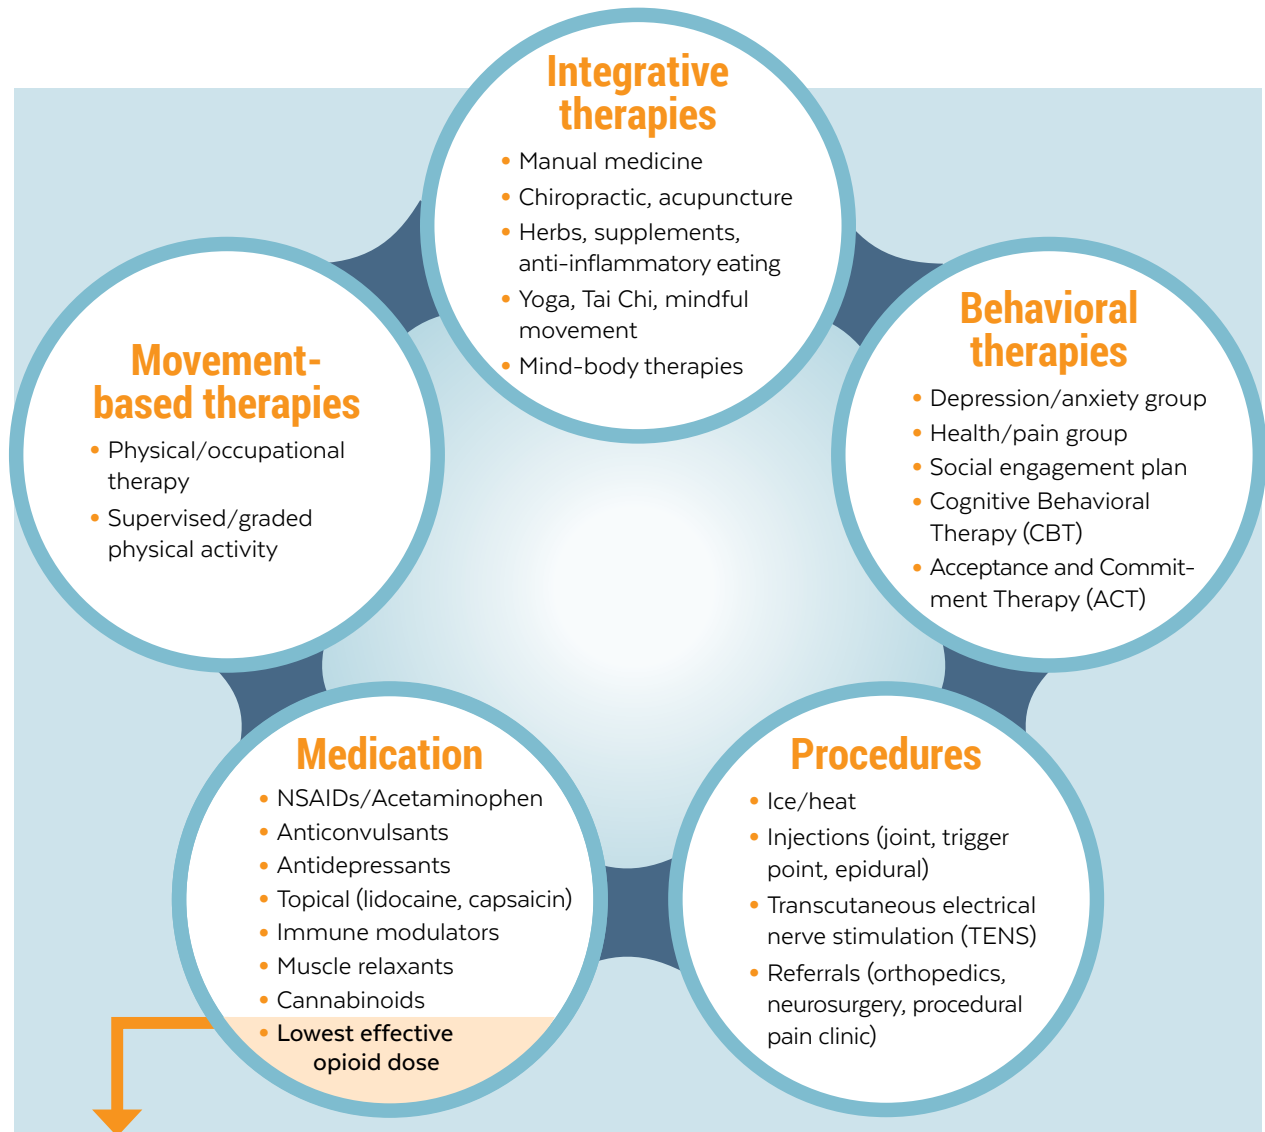 Integrative
therapies
• Manual medicine
• Chiropractic, acupuncture
• Herbs, supplements,
anti-inflammatory eating
• Yoga, Tai Chi, mindful
movement
• Mind-body therapies
Behavioral
therapies
• Depression/anxiety group
• Health/pain group
• Social engagement plan
• Cognitive Behavioral
Therapy (CBT)
• Acceptance and Commit-
ment Therapy (ACT)
Movement-
based therapies
• Physical/occupational
therapy
• Supervised/graded
physical activity
Medication
• NSAIDs/Acetaminophen
• Anticonvulsants
• Antidepressants
• Topical (lidocaine, capsaicin)
• Immune modulators
• Muscle relaxants
• Cannabinoids
• Lowest effective
opioid dose
Procedures
• Ice/heat
• Injections (joint, trigger
point, epidural)
• Transcutaneous electrical
nerve stimulation (TENS)
• Referrals (orthopedics,
neurosurgery, procedural
pain clinic)